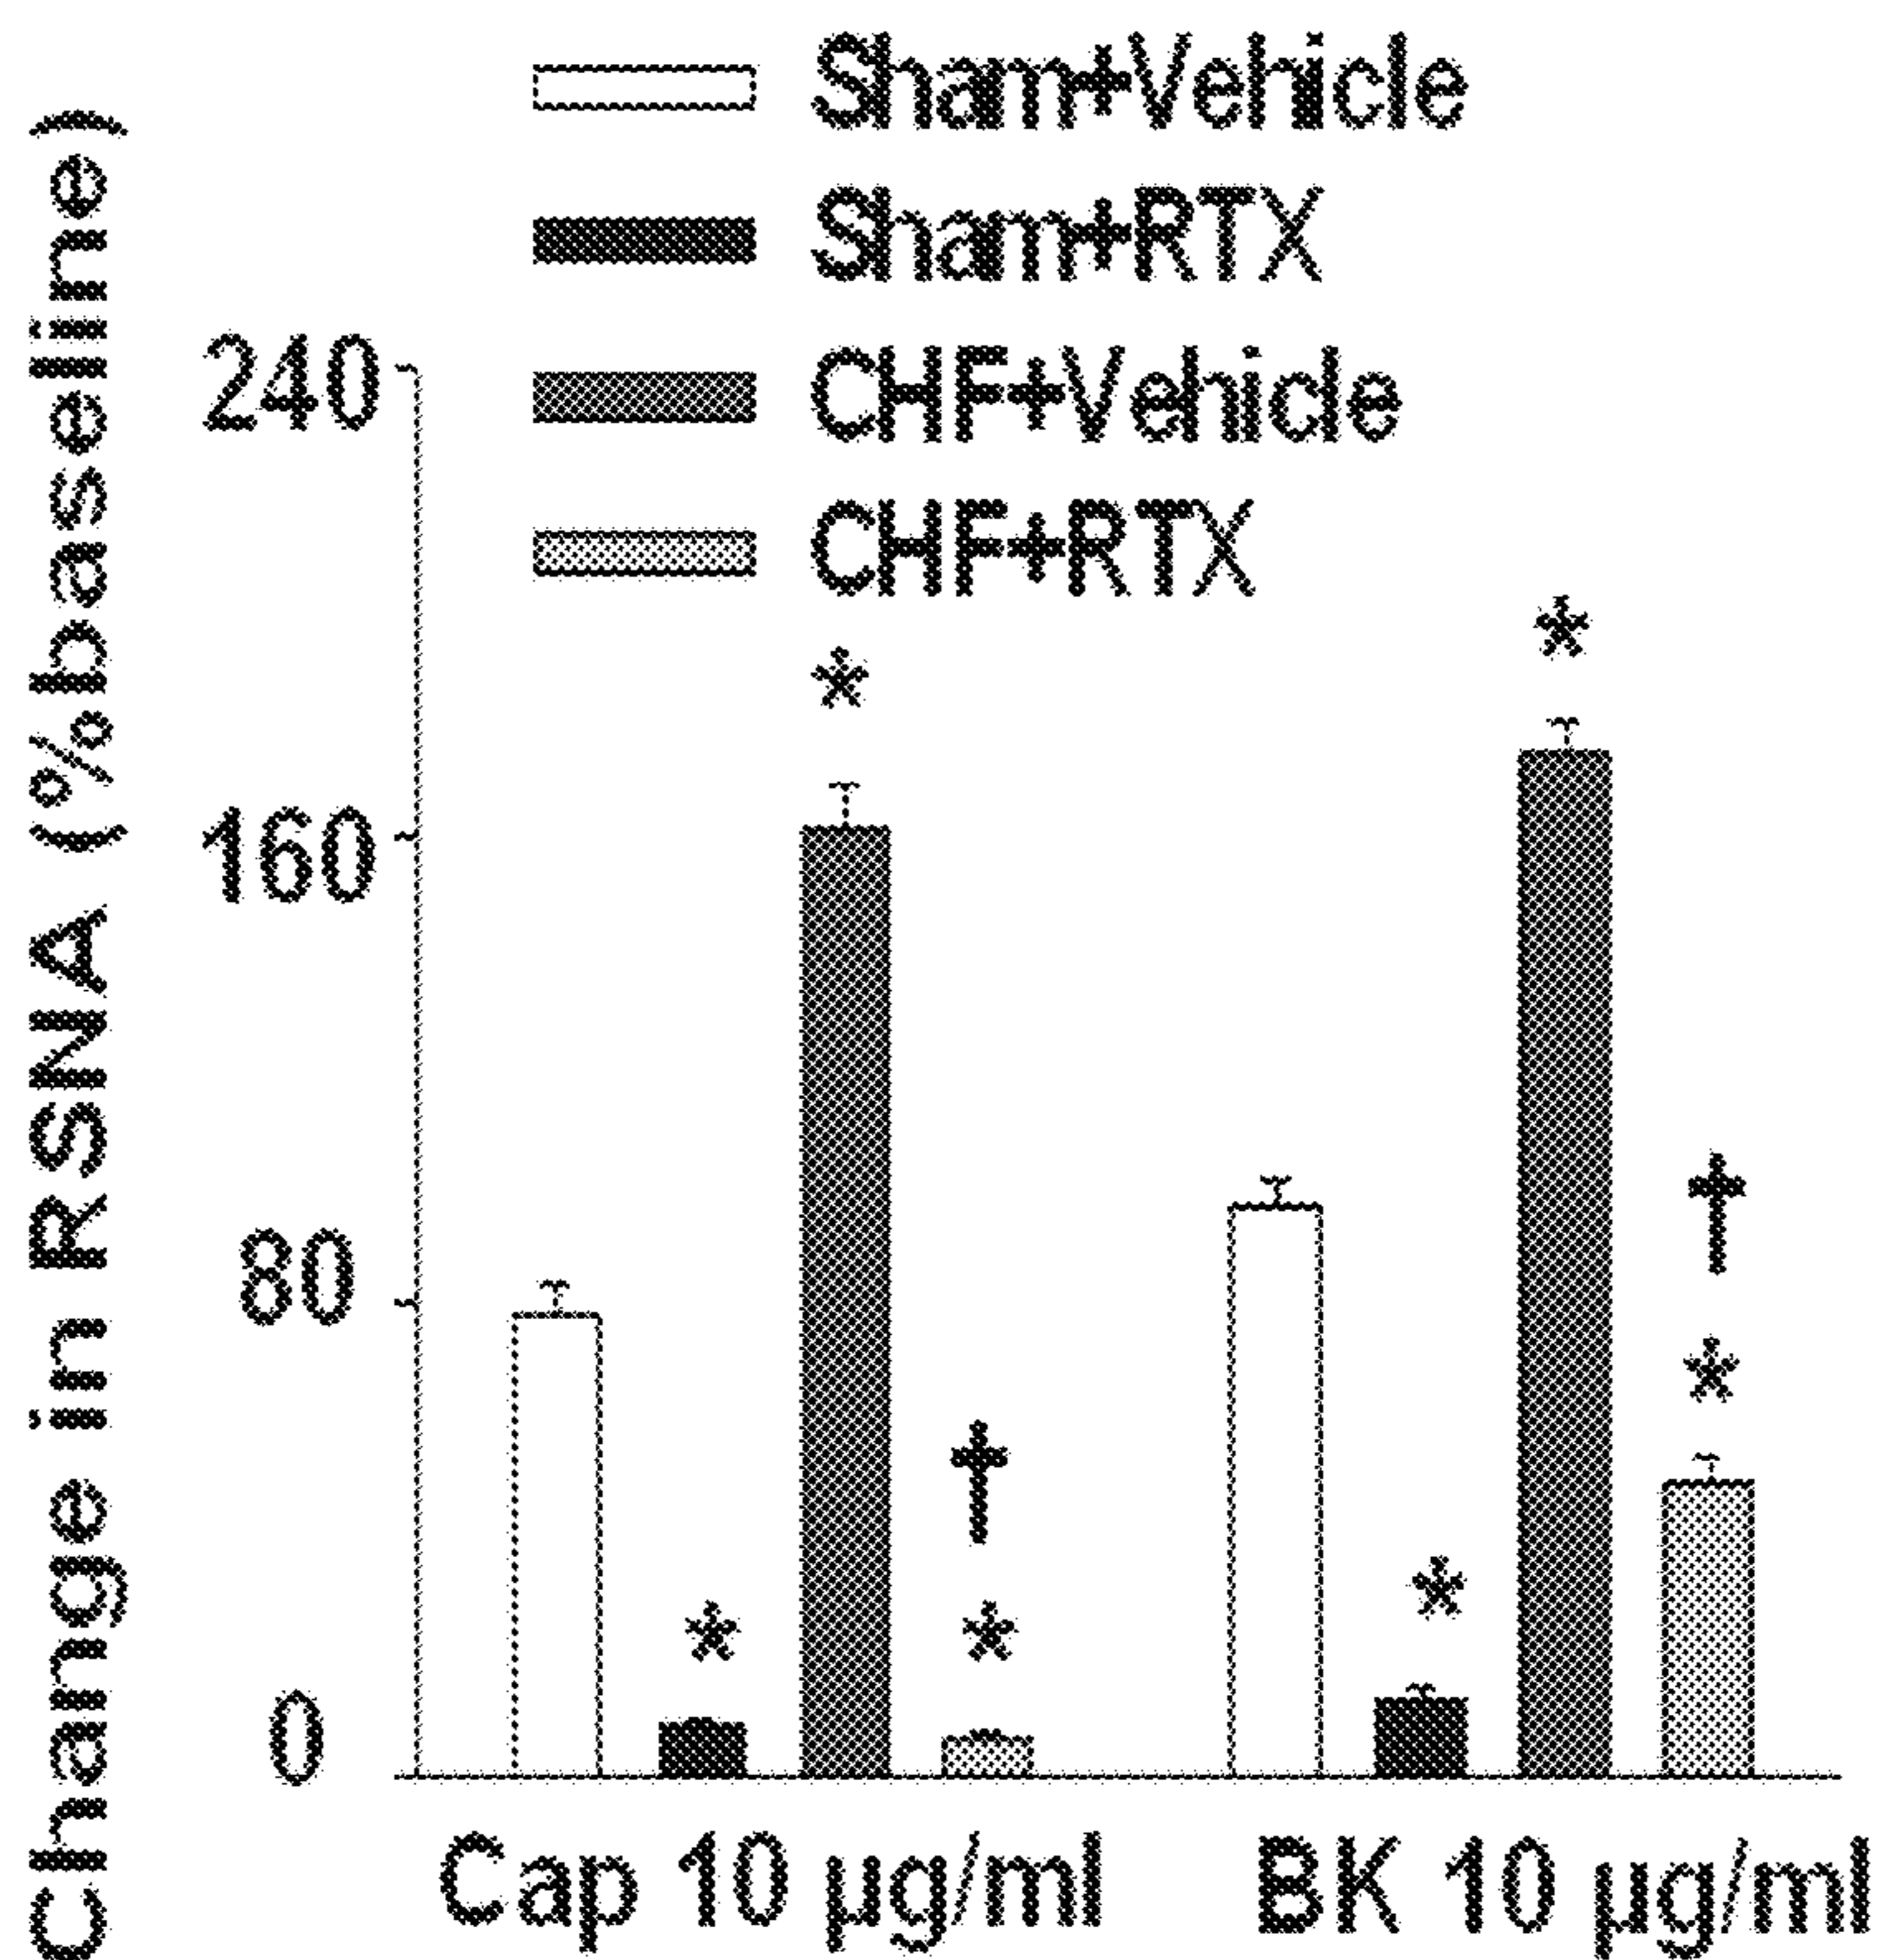 Change in RSNA (%baseline)
Sham+Vehicle
Sham+RTX
CHF+Vehicle
CHF+RTX
240
160
80
0
*
*
†
*
*
*
†
*
Cap 10 µg/ml
BK 10 µg/ml